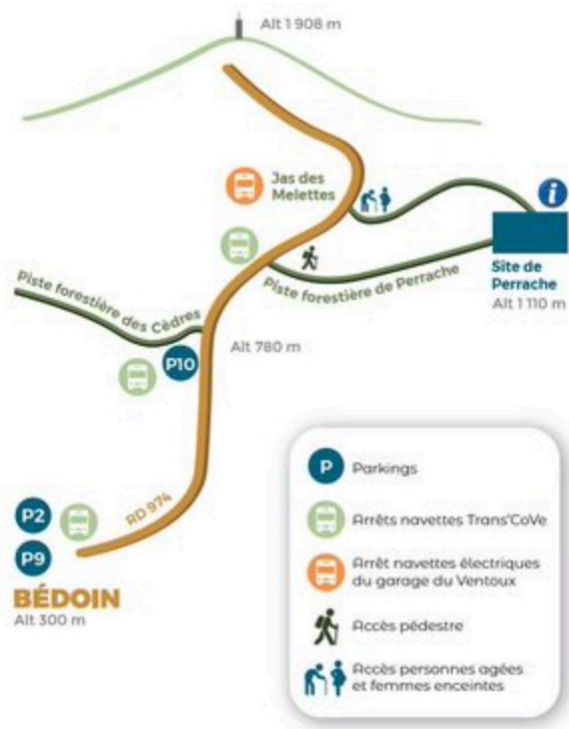 Alt 1 908 m
Jas des
Melettes
i
Piste forestière de Perrache
Site de
Perrache
Alt 1 110 m
Piste forestière des Cèdres
Alt 780 m
P10
RD 974
P2
P9
BÉDOIN
Alt 300 m
P
Parkings
Arrêts navettes Trans'CoVe
Arrêt navettes électriques
du garage du Ventoux
Accès pédestre
Accès personnes agées
et femmes enceintes